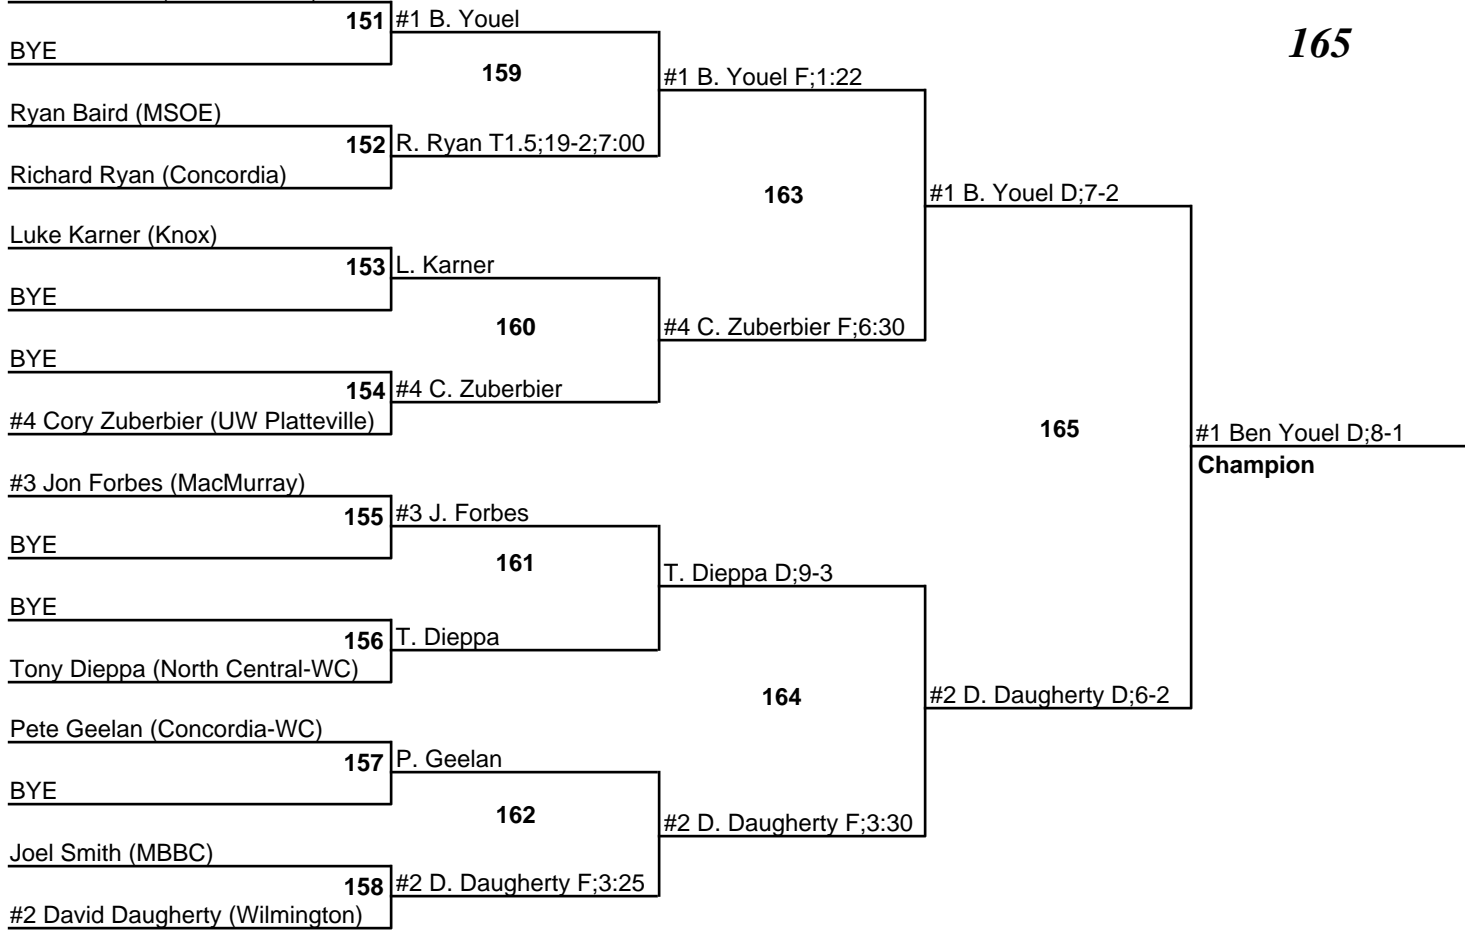 151 #1 B. Youel
165
BYE
159
#1 B. Youel F;1:22
Ryan Baird (MSOE)
152 R. Ryan T1.5;19-2;7:00
Richard Ryan (Concordia)
163
#1 B. Youel D;7-2
Luke Karner (Knox)
153 L. Karner
BYE
160
#4 C. Zuberbier F;6:30
BYE
154 #4 C. Zuberbier
#4 Cory Zuberbier (UW Platteville)
165
#1 Ben Youel D;8-1
Champion
#3 Jon Forbes (MacMurray)
155 #3 J. Forbes
BYE
161
T. Dieppa D;9-3
BYE
156 T. Dieppa
Tony Dieppa (North Central-WC)
164
#2 D. Daugherty D;6-2
Pete Geelan (Concordia-WC)
157 P. Geelan
BYE
162
#2 D. Daugherty F;3:30
Joel Smith (MBBC)
158 #2 D. Daugherty F;3:25
#2 David Daugherty (Wilmington)